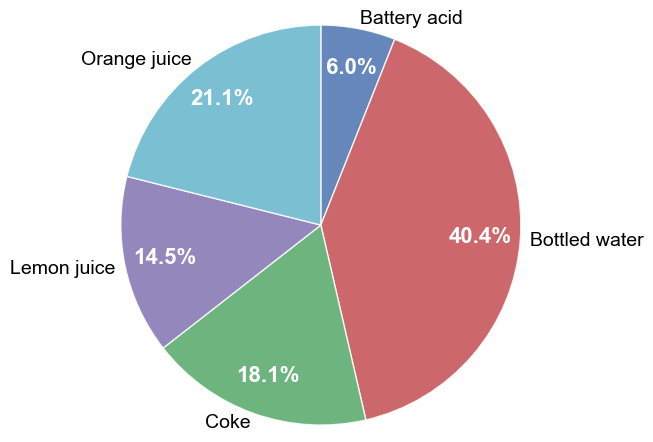 Battery acid
6.0%
Orange juice
21.1%
40.4%
Bottled water
14.5%
Lemon juice
18.1%
Coke